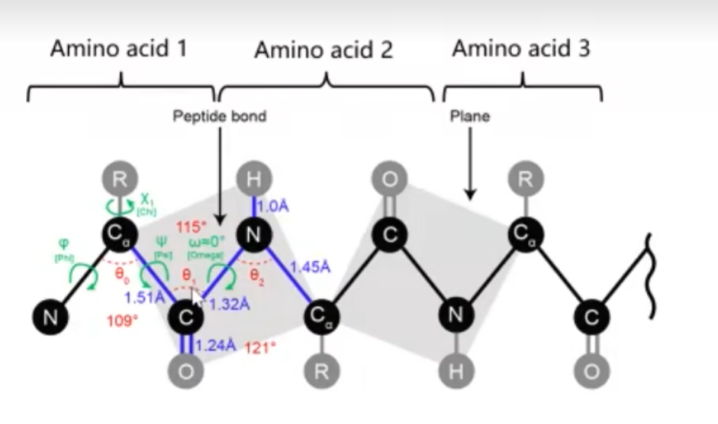 Amino acid 1 Amino acid 2 Amino acid 3
Peptide bond Plane
R H O R
χ₁
[Chi]
1.0Å
115°
Cα N C Cα
φ ψ ω≈0°
[Phi] [Psi] [Omega]
θ₀ θ₁ θ₂ 1.45Å
1.51Å 1.32Å
N 109° C Cα N C
1.24Å 121°
O R H O